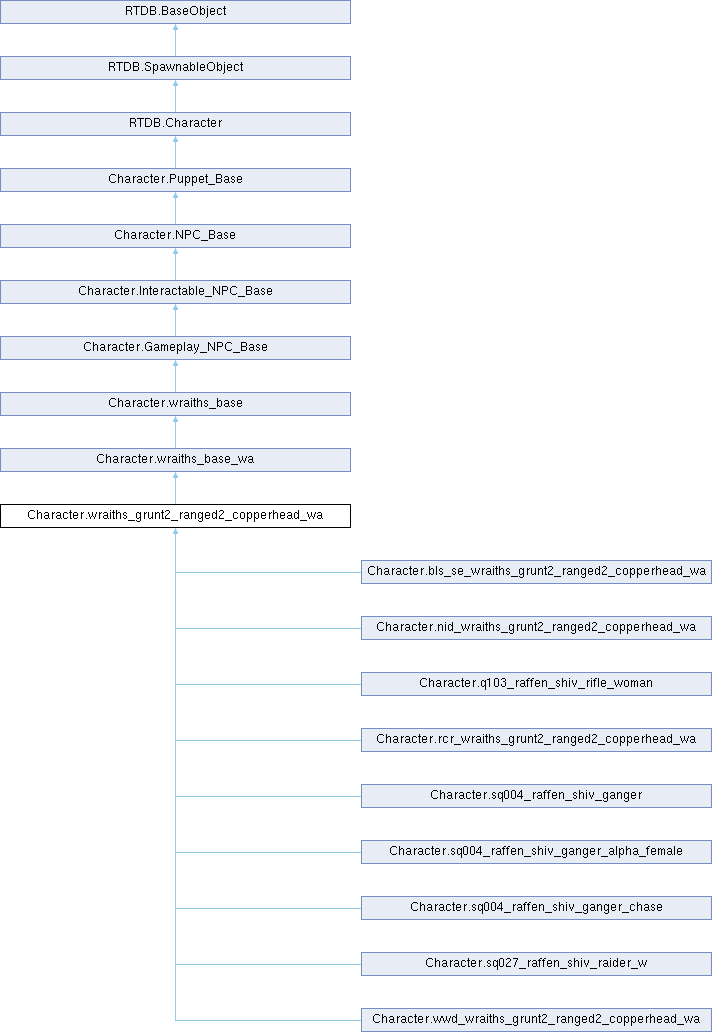 RTDB.BaseObject
RTDB.SpawnableObject
RTDB.Character
Character.Puppet_Base
Character.NPC_Base
Character.Interactable_NPC_Base
Character.Gameplay_NPC_Base
Character.wraiths_base
Character.wraiths_base_wa
Character.wraiths_grunt2_ranged2_copperhead_wa
Character.bls_se_wraiths_grunt2_ranged2_copperhead_wa
Character.nid_wraiths_grunt2_ranged2_copperhead_wa
Character.q103_raffen_shiv_rifle_woman
Character.rcr_wraiths_grunt2_ranged2_copperhead_wa
Character.sq004_raffen_shiv_ganger
Character.sq004_raffen_shiv_ganger_alpha_female
Character.sq004_raffen_shiv_ganger_chase
Character.sq027_raffen_shiv_raider_w
Character.wwd_wraiths_grunt2_ranged2_copperhead_wa